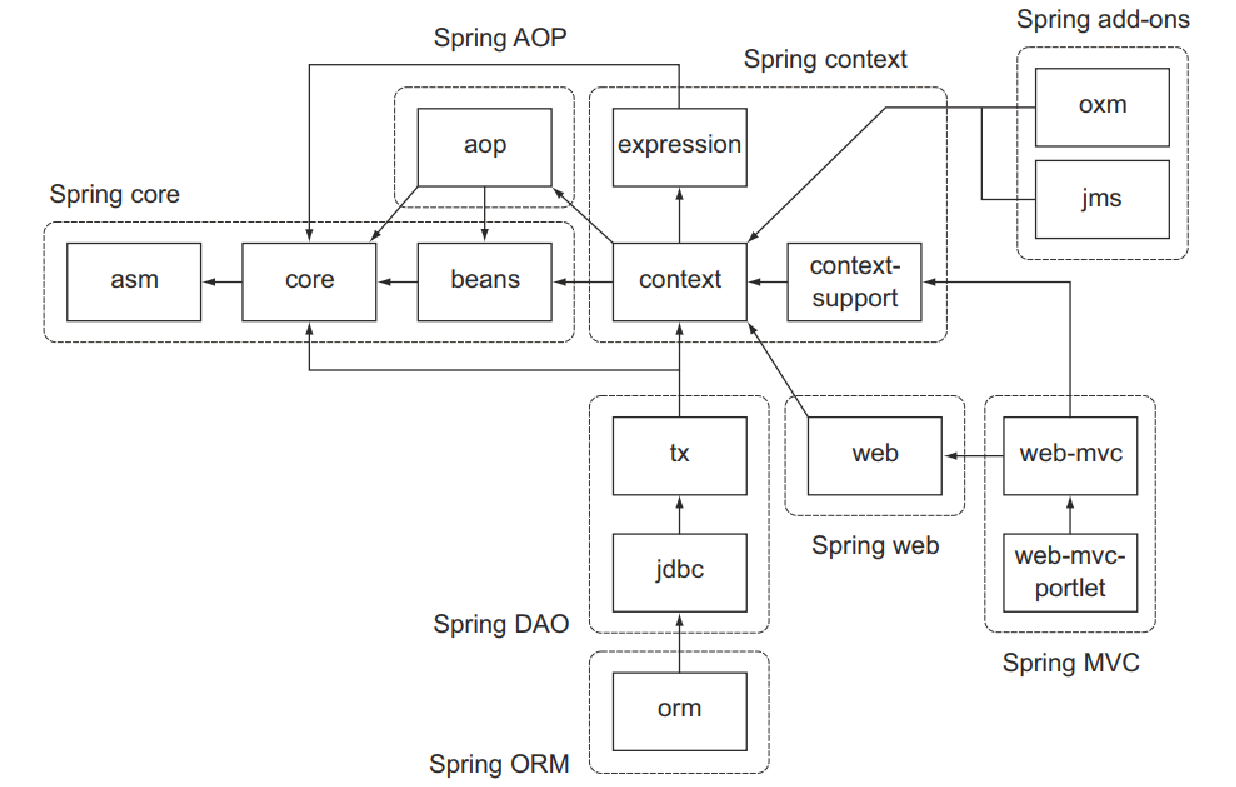 Spring add-ons
Spring AOP
Spring context
oxm
aop
expression
jms
Spring core
asm
core
beans
context
context-
support
tx
web
web-mvc
Spring web
jdbc
web-mvc-
portlet
Spring DAO
Spring MVC
orm
Spring ORM